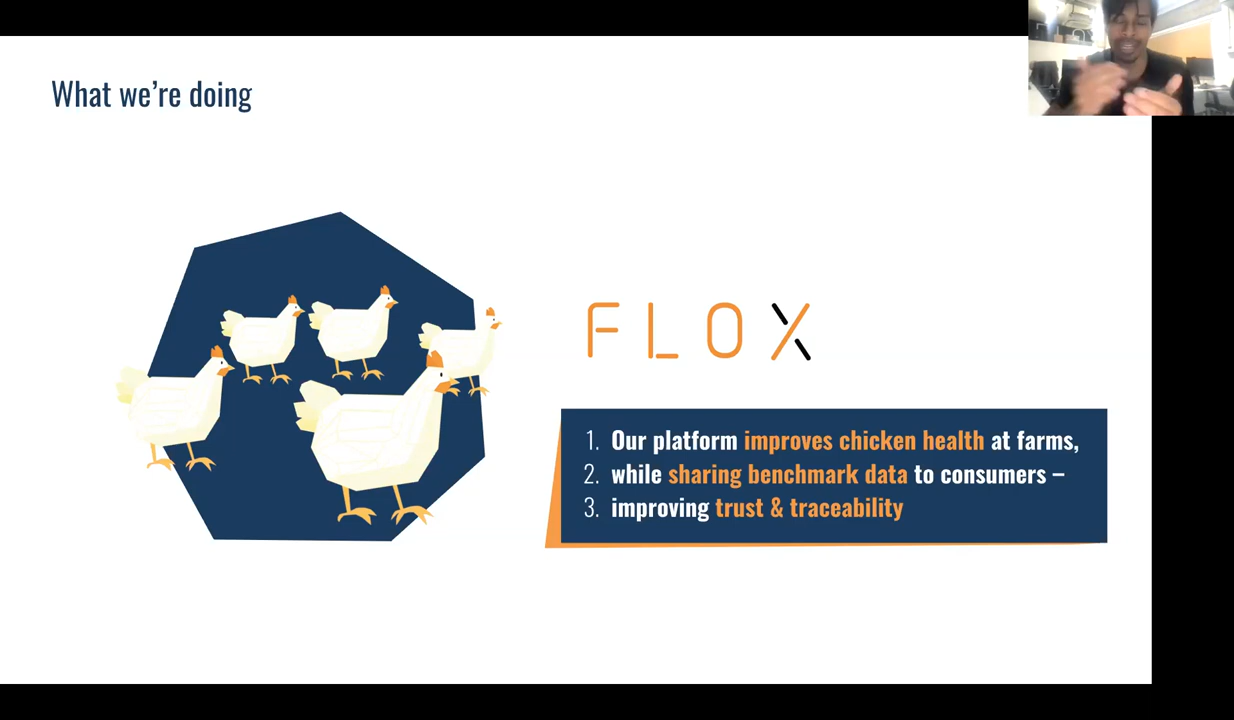 What we’re doing
FLOX
1. Our platform improves chicken health at farms,
2. while sharing benchmark data to consumers –
3. improving trust & traceability